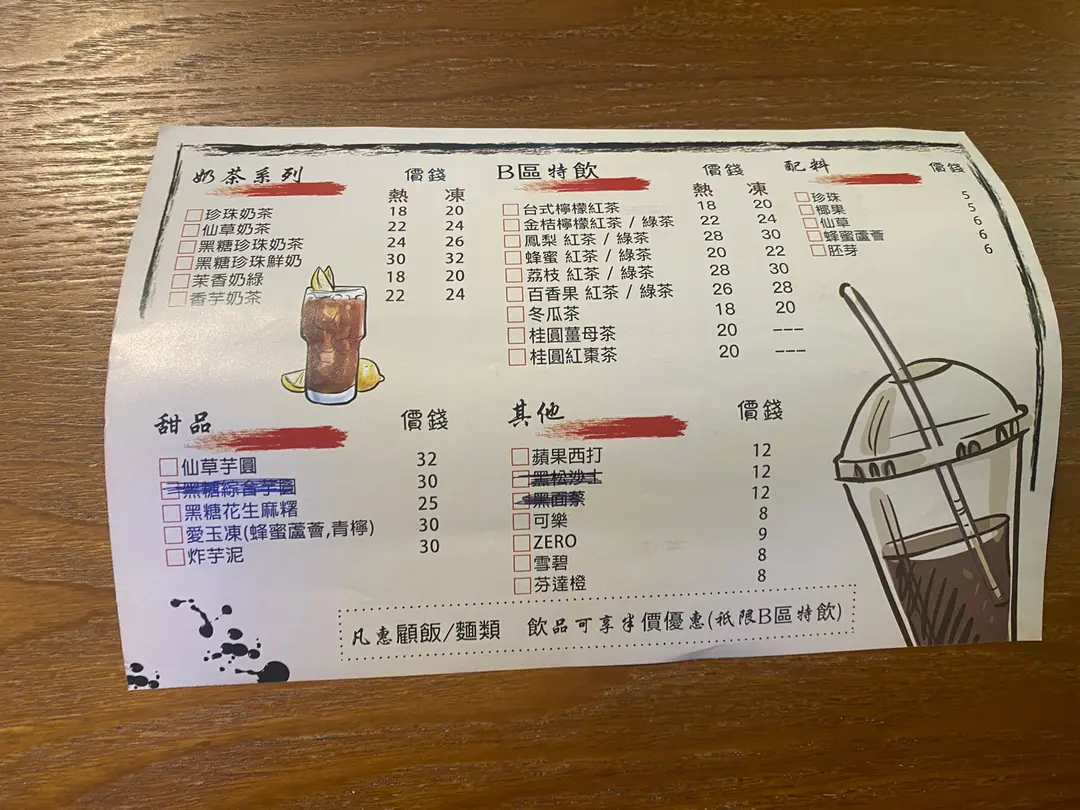 奶茶系列 價錢
熱 凍
珍珠奶茶 18 20
仙草奶茶 22 24
黑糖珍珠奶茶 24 26
黑糖珍珠鮮奶 30 32
茉香奶綠 18 20
香芋奶茶 22 24
B區特飲 價錢
熱 凍
台式檸檬紅茶 18 20
金桔檸檬紅茶 / 綠茶 22 24
鳳梨 紅茶 / 綠茶 28 30
蜂蜜 紅茶 / 綠茶 20 22
荔枝 紅茶 / 綠茶 28 30
百香果 紅茶 / 綠茶 26 28
冬瓜茶 18 20
桂圓薑母茶 20 ---
桂圓紅棗茶 20 ---
配料 價錢
珍珠 5
椰果 5
仙草 6
蜂蜜蘆薈 6
胚芽 6
甜品 價錢
仙草芋圓 32
黑糖綜合芋圓 30
黑糖花生麻糬 25
愛玉凍(蜂蜜蘆薈,青檸) 30
炸芋泥 30
其他 價錢
蘋果西打 12
黑松沙士 12
黑面蔡 12
可樂 8
ZERO 9
雪碧 8
芬達橙 8
凡惠顧飯/麵類 飲品可享半價優惠(祇限B區特飲)